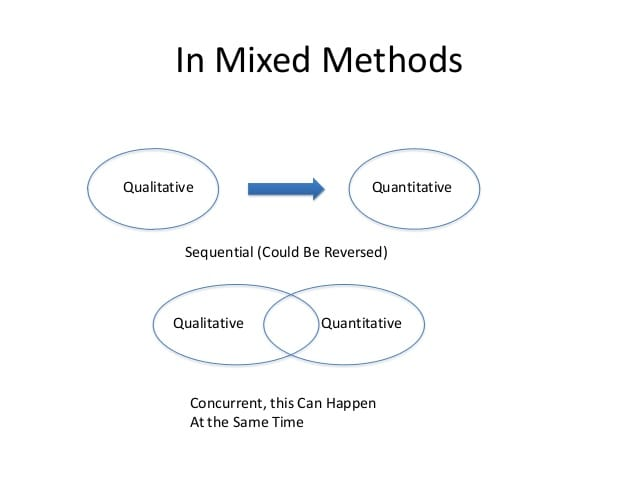 In Mixed Methods
Qualitative
Quantitative
Sequential (Could Be Reversed)
Qualitative
Quantitative
Concurrent, this Can Happen
At the Same Time